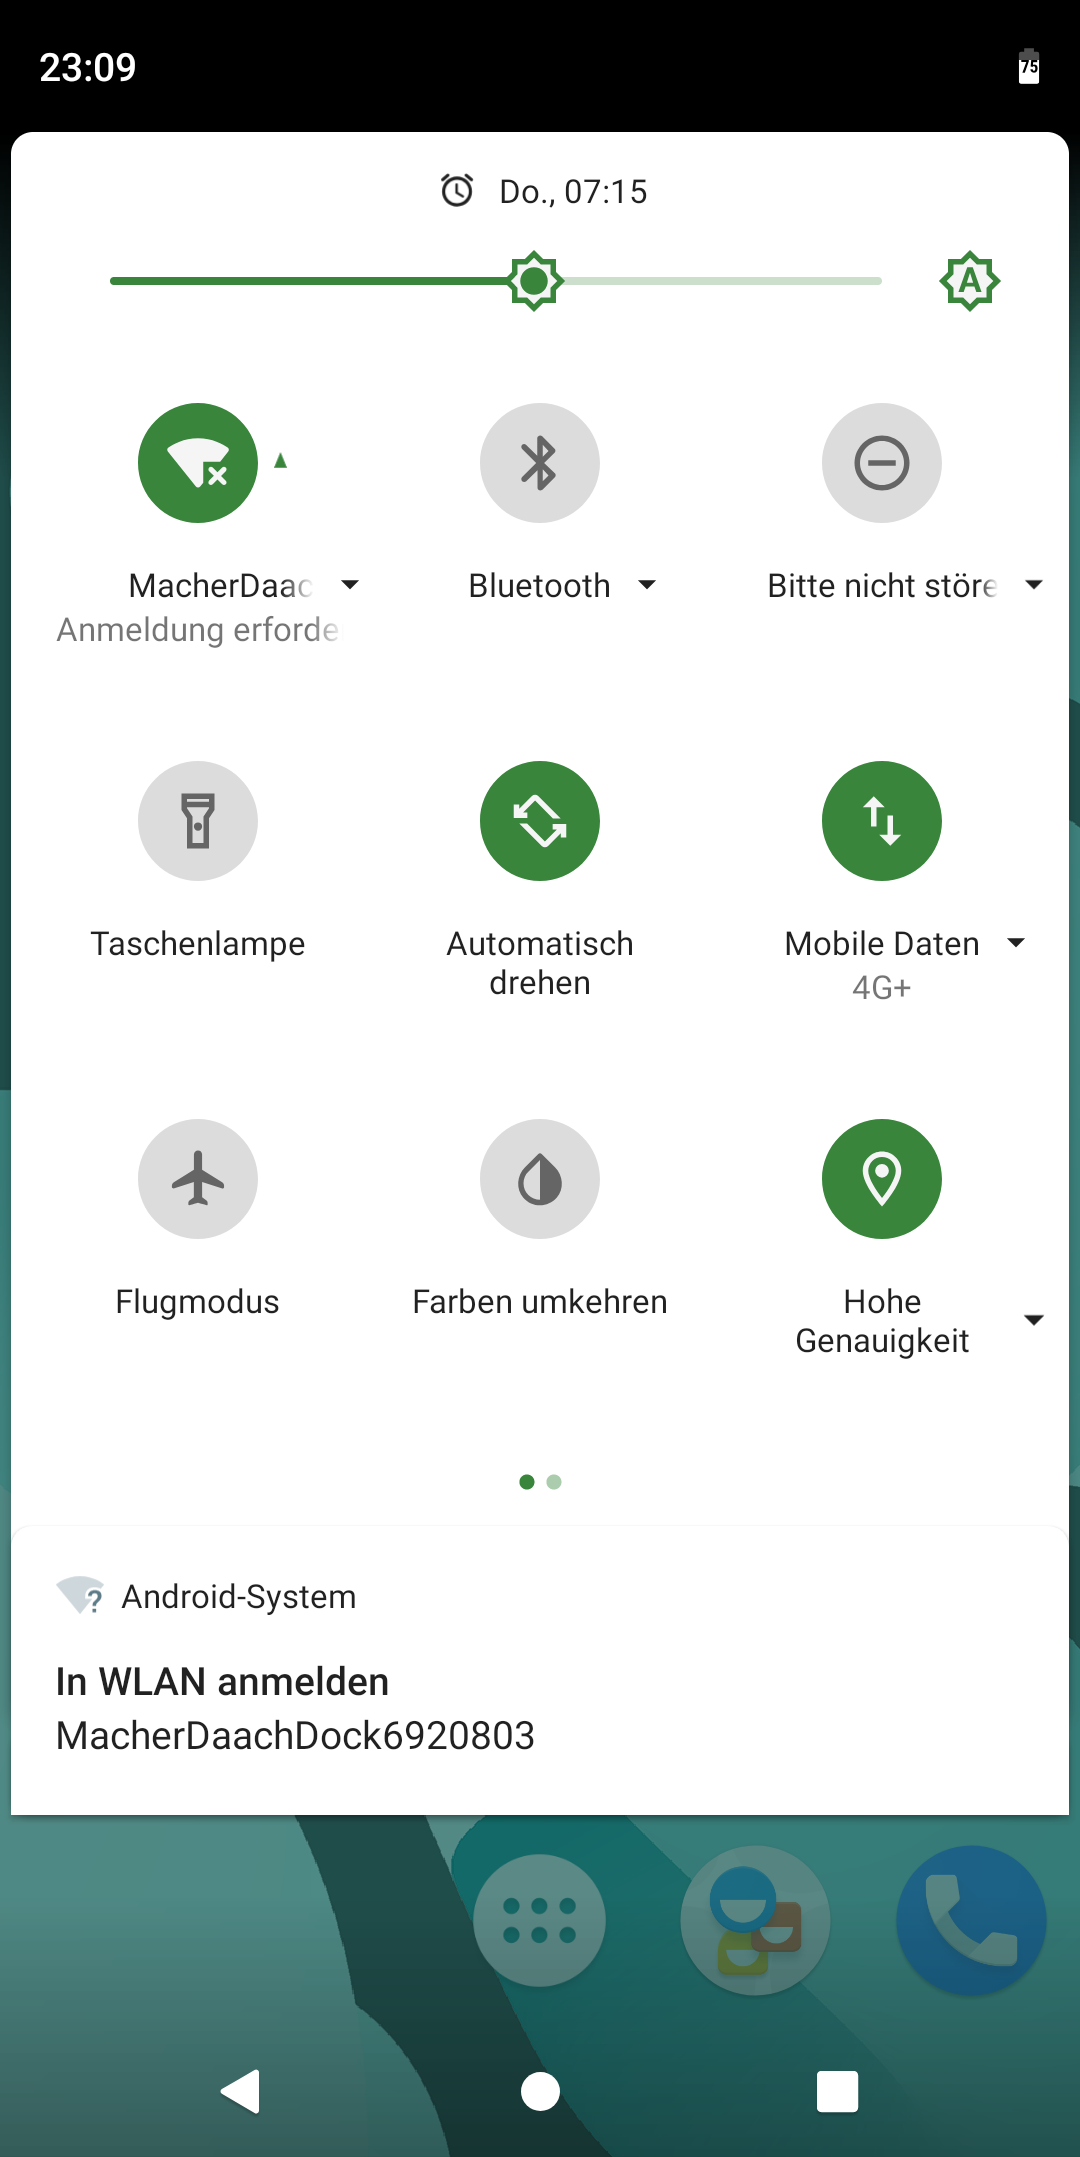 23:09
75
Do., 07:15
A
MacherDaac
Anmeldung erforde
Bluetooth
Bitte nicht störe
Taschenlampe
Automatisch
drehen
Mobile Daten
4G+
Flugmodus
Farben umkehren
Hohe
Genauigkeit
? Android-System
In WLAN anmelden
MacherDaachDock6920803